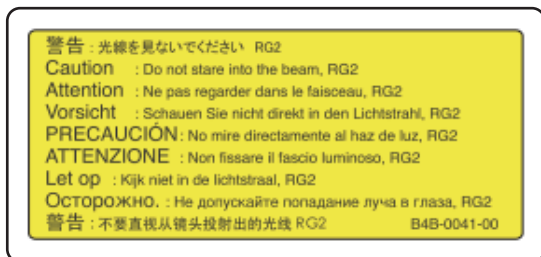 警告 : 光線を見ないでください RG2
Caution : Do not stare into the beam, RG2
Attention : Ne pas regarder dans le faisceau, RG2
Vorsicht : Schauen Sie nicht direkt in den Lichtstrahl, RG2
PRECAUCIÓN : No mire directamente al haz de luz, RG2
ATTENZIONE : Non fissare il fascio luminoso, RG2
Let op : Kijk niet in de lichtstraal, RG2
Осторожно. : Не допускайте попадание луча в глаза, RG2
警告 : 不要直视从镜头投射出的光线 RG2 B4B-0041-00